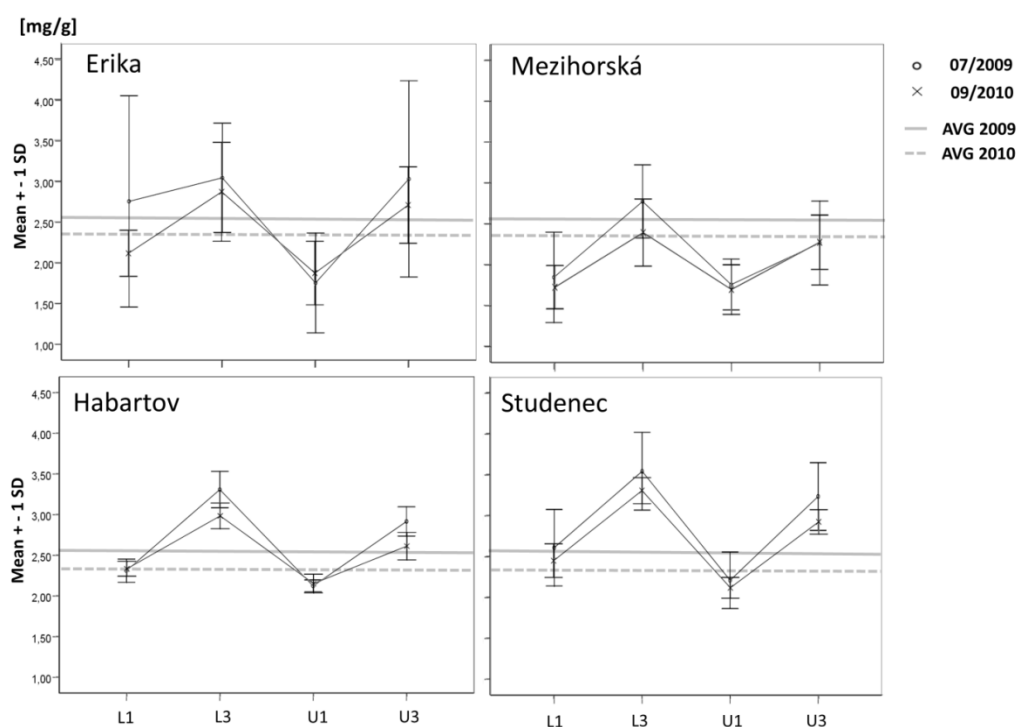 [mg/g]
Erika
Mezihorská
07/2009
09/2010
AVG 2009
AVG 2010
Mean + - 1 SD
4,50
4,00
3,50
3,00
2,50
2,00
1,50
1,00
Habartov
Studenec
Mean + - 1 SD
4,50
4,00
3,50
3,00
2,50
2,00
1,50
1,00
L1 L3 U1 U3
L1 L3 U1 U3